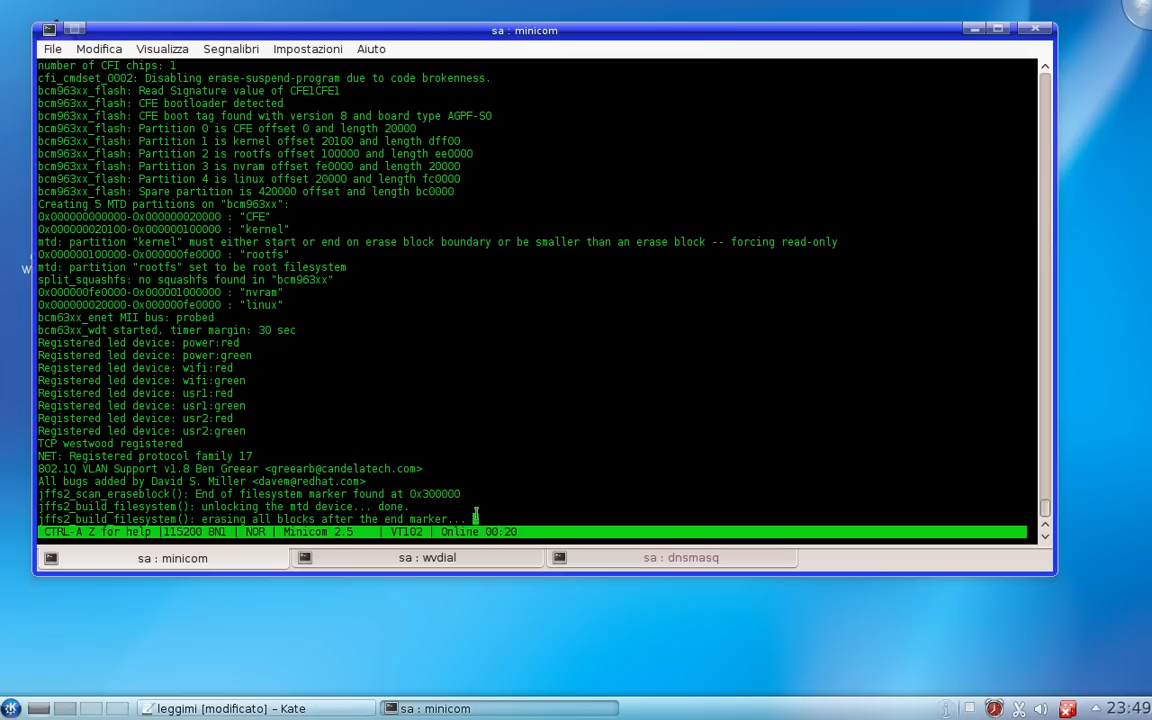 sa : minicom
File Modifica Visualizza Segnalibri Impostazioni Aiuto
number of CFI chips: 1
cfi_cmdset_0002: Disabling erase-suspend-program due to code brokenness.
bcm963xx_flash: Read Signature value of CFE1CFE1
bcm963xx_flash: CFE bootloader detected
bcm963xx_flash: CFE boot tag found with version 8 and board type AGPF-S0
bcm963xx_flash: Partition 0 is CFE offset 0 and length 20000
bcm963xx_flash: Partition 1 is kernel offset 20100 and length dff00
bcm963xx_flash: Partition 2 is rootfs offset 100000 and length ee0000
bcm963xx_flash: Partition 3 is nvram offset fe0000 and length 20000
bcm963xx_flash: Partition 4 is linux offset 20000 and length fc0000
bcm963xx_flash: Spare partition is 420000 offset and length bc0000
Creating 5 MTD partitions on "bcm963xx":
0x000000000000-0x000000020000 : "CFE"
0x000000020100-0x000000100000 : "kernel"
mtd: partition "kernel" must either start or end on erase block boundary or be smaller than an erase block -- forcing read-only
0x000000100000-0x000000fe0000 : "rootfs"
mtd: partition "rootfs" set to be root filesystem
split_squashfs: no squashfs found in "bcm963xx"
0x000000fe0000-0x000001000000 : "nvram"
0x000000020000-0x000000fe0000 : "linux"
bcm63xx_enet MII bus: probed
bcm63xx_wdt started, timer margin: 30 sec
Registered led device: power:red
Registered led device: power:green
Registered led device: wifi:red
Registered led device: wifi:green
Registered led device: usr1:red
Registered led device: usr1:green
Registered led device: usr2:red
Registered led device: usr2:green
TCP westwood registered
NET: Registered protocol family 17
802.1Q VLAN Support v1.8 Ben Greear <greearb@candelatech.com>
All bugs added by David S. Miller <davem@redhat.com>
jffs2_scan_eraseblock(): End of filesystem marker found at 0x300000
jffs2_build_filesystem(): unlocking the mtd device... done.
jffs2_build_filesystem(): erasing all blocks after the end marker...
CTRL-A Z for help |115200 8N1 | NOR | Minicom 2.5 | VT102 | Online 00:20
sa : minicom
sa : wvdial
sa : dnsmasq
leggimi [modificato] – Kate
sa : minicom
23:49